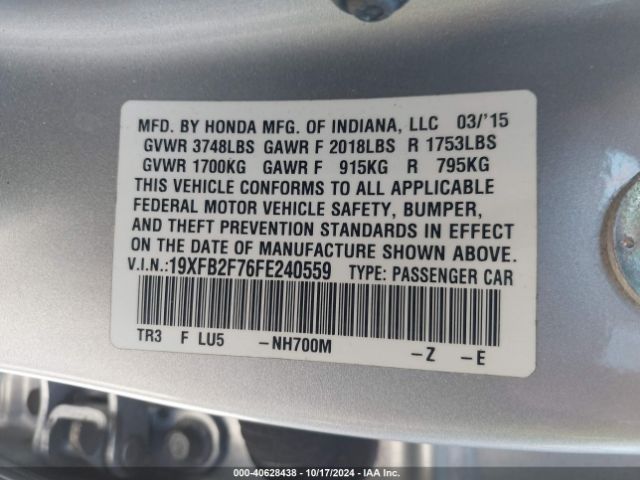 MFD. BY HONDA MFG. OF INDIANA, LLC 03/'15
GVWR 3748LBS GAWR F 2018LBS R 1753LBS
GVWR 1700KG GAWR F 915KG R 795KG
THIS VEHICLE CONFORMS TO ALL APPLICABLE
FEDERAL MOTOR VEHICLE SAFETY, BUMPER,
AND THEFT PREVENTION STANDARDS IN EFFECT
ON THE DATE OF MANUFACTURE SHOWN ABOVE.
V.I.N.:19XFB2F76FE240559 TYPE: PASSENGER CAR
TR3 F LU5 -NH700M -Z -E
000-40628438 - 10/17/2024 - IAA Inc.